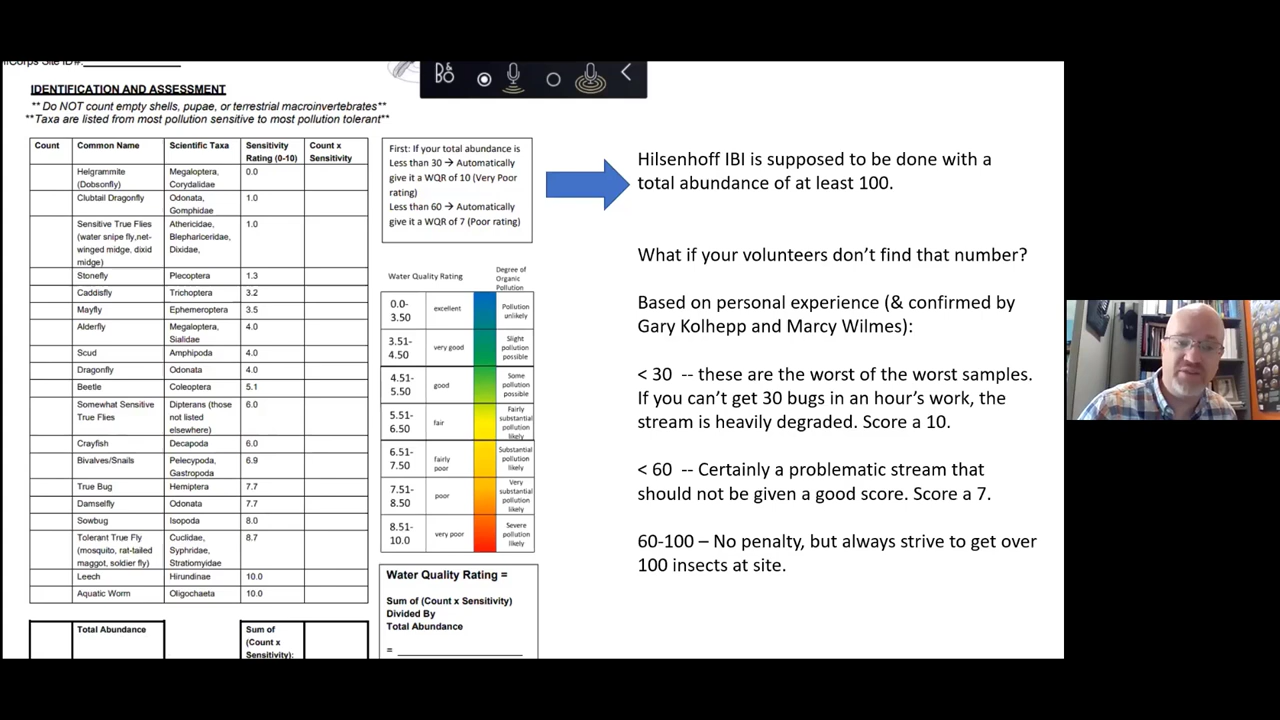 Corps Site ID#:
IDENTIFICATION AND ASSESSMENT
** Do NOT count empty shells, pupae, or terrestrial macroinvertebrates**
**Taxa are listed from most pollution sensitive to most pollution tolerant**
Count Common Name Scientific Taxa Sensitivity Rating (0-10) Count x Sensitivity
Helgrammite (Dobsonfly) Megaloptera, Corydalidae 0.0
Clubtail Dragonfly Odonata, Gomphidae 1.0
Sensitive True Flies (water snipe fly,net-winged midge, dixid midge) Athericidae, Blephariceridae, Dixidae, 1.0
Stonefly Plecoptera 1.3
Caddisfly Trichoptera 3.2
Mayfly Ephemeroptera 3.5
Alderfly Megaloptera, Sialidae 4.0
Scud Amphipoda 4.0
Dragonfly Odonata 4.0
Beetle Coleoptera 5.1
Somewhat Sensitive True Flies Dipterans (those not listed elsewhere) 6.0
Crayfish Decapoda 6.0
Bivalves/Snails Pelecypoda, Gastropoda 6.9
True Bug Hemiptera 7.7
Damselfly Odonata 7.7
Sowbug Isopoda 8.0
Tolerant True Fly (mosquito, rat-tailed maggot, soldier fly) Cuclidae, Syphridae, Stratiomyidae 8.7
Leech Hirundinae 10.0
Aquatic Worm Oligochaeta 10.0
Total Abundance Sum of (Count x Sensitivity):
B&O
First: If your total abundance is
Less than 30 → Automatically
give it a WQR of 10 (Very Poor
rating)
Less than 60 → Automatically
give it a WQR of 7 (Poor rating)
Water Quality Rating Degree of Organic Pollution
0.0-3.50 excellent Pollution unlikely
3.51-4.50 very good Slight pollution possible
4.51-5.50 good Some pollution possible
5.51-6.50 fair Fairly substantial pollution likely
6.51-7.50 fairly poor Substantial pollution likely
7.51-8.50 poor Very substantial pollution likely
8.51-10.0 very poor Severe pollution likely
Water Quality Rating =
Sum of (Count x Sensitivity)
Divided By
Total Abundance
=
Hilsenhoff IBI is supposed to be done with a
total abundance of at least 100.
What if your volunteers don’t find that number?
Based on personal experience (& confirmed by
Gary Kolhepp and Marcy Wilmes):
< 30 -- these are the worst of the worst samples.
If you can’t get 30 bugs in an hour’s work, the
stream is heavily degraded. Score a 10.
< 60 -- Certainly a problematic stream that
should not be given a good score. Score a 7.
60-100 – No penalty, but always strive to get over
100 insects at site.